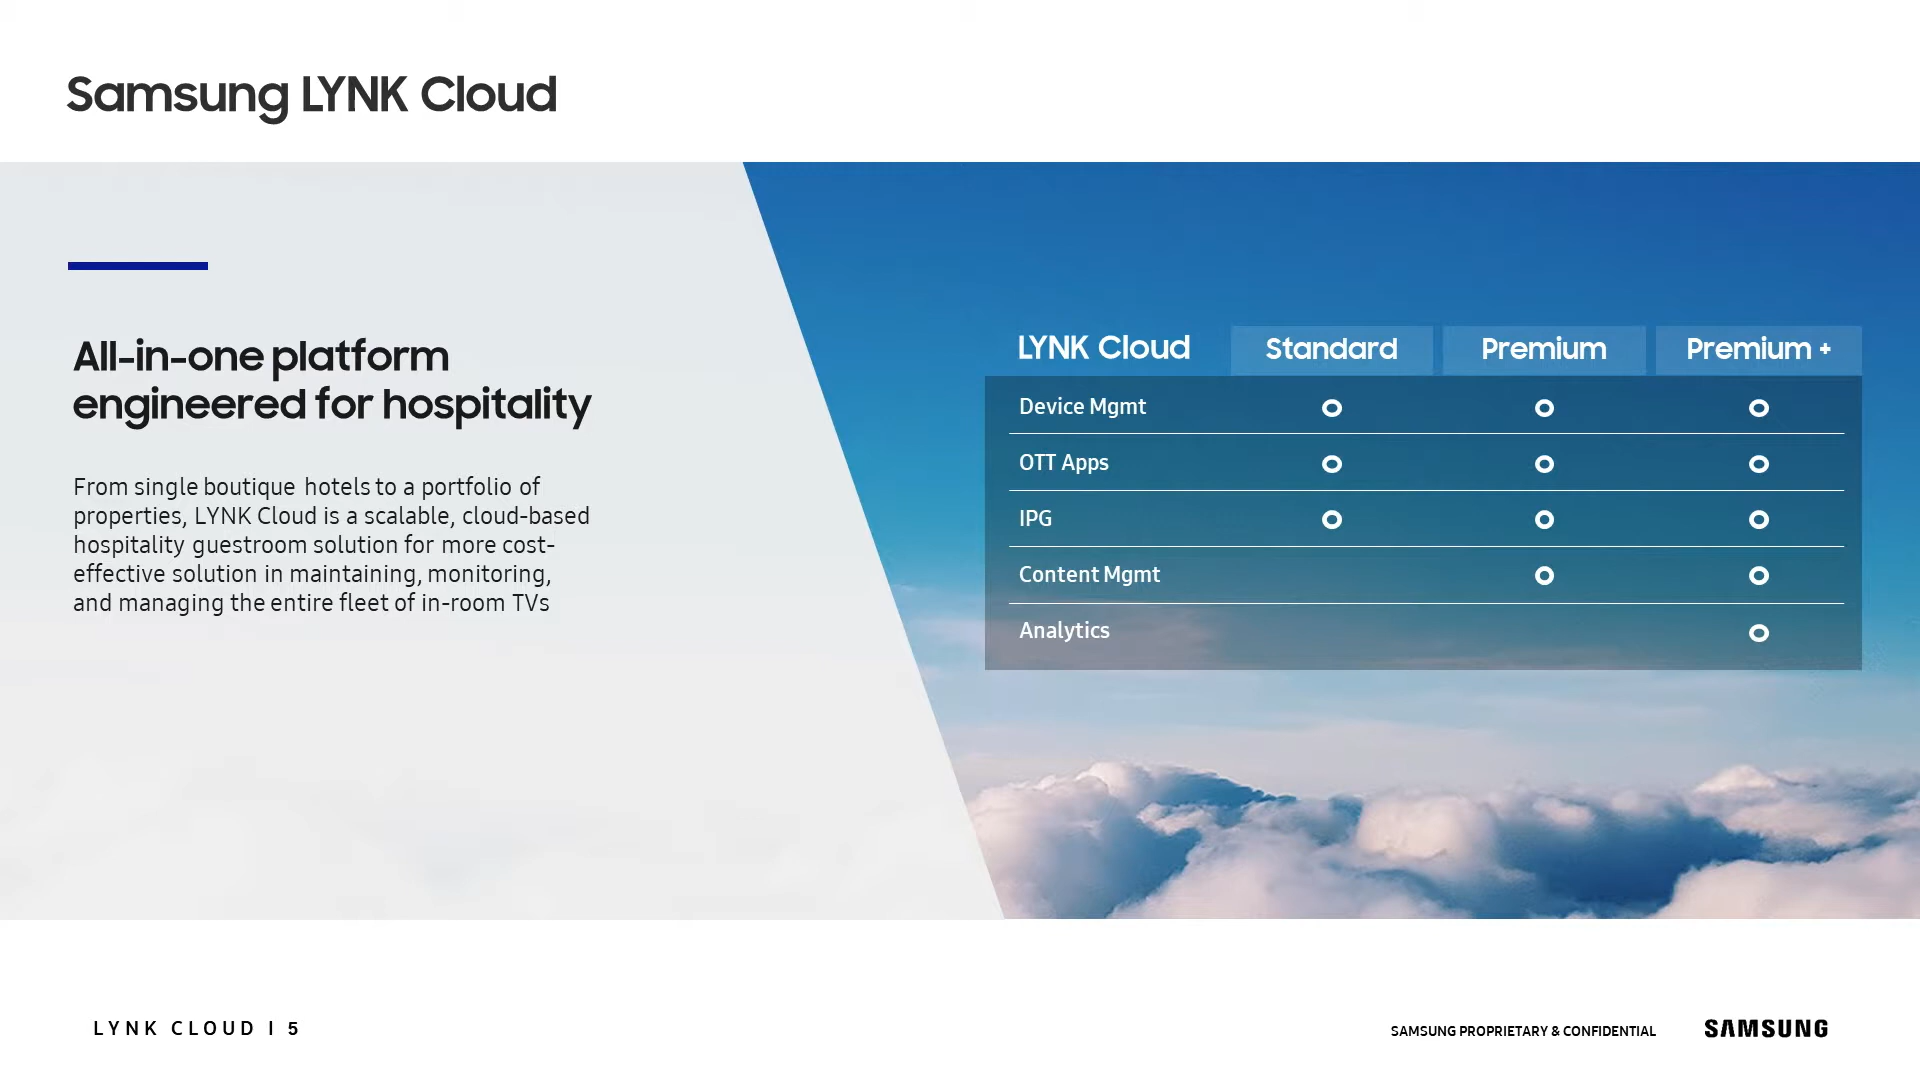 Samsung LYNK Cloud
All-in-one platform
engineered for hospitality
From single boutique hotels to a portfolio of
properties, LYNK Cloud is a scalable, cloud-based
hospitality guestroom solution for more cost-
effective solution in maintaining, monitoring,
and managing the entire fleet of in-room TVs
LYNK Cloud Standard Premium Premium +
Device Mgmt O O O
OTT Apps O O O
IPG O O O
Content Mgmt O O
Analytics O
LYNK CLOUD I 5
SAMSUNG PROPRIETARY & CONFIDENTIAL SAMSUNG